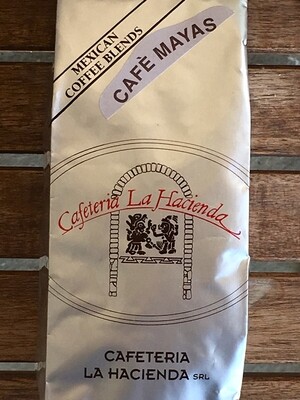 MEXICAN
COFFEE BLENDS
CAFÈ MAYAS
Cafeteria La Hacienda
CAFETERIA
LA HACIENDA SRL